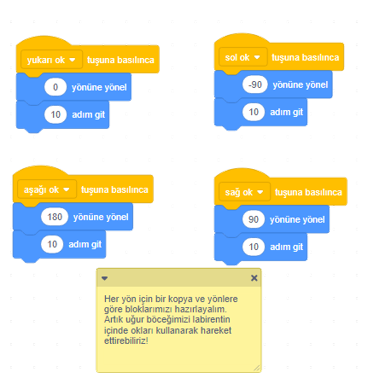 yukarı ok tuşuna basılınca
0 yönüne yönel
10 adım git
sol ok tuşuna basılınca
-90 yönüne yönel
10 adım git
aşağı ok tuşuna basılınca
180 yönüne yönel
10 adım git
sağ ok tuşuna basılınca
90 yönüne yönel
10 adım git
Her yön için bir kopya ve yönlere
göre bloklarımızı hazırlayalım.
Artık uğur böceğimizi labirentin
içinde okları kullanarak hareket
ettirebiliriz!